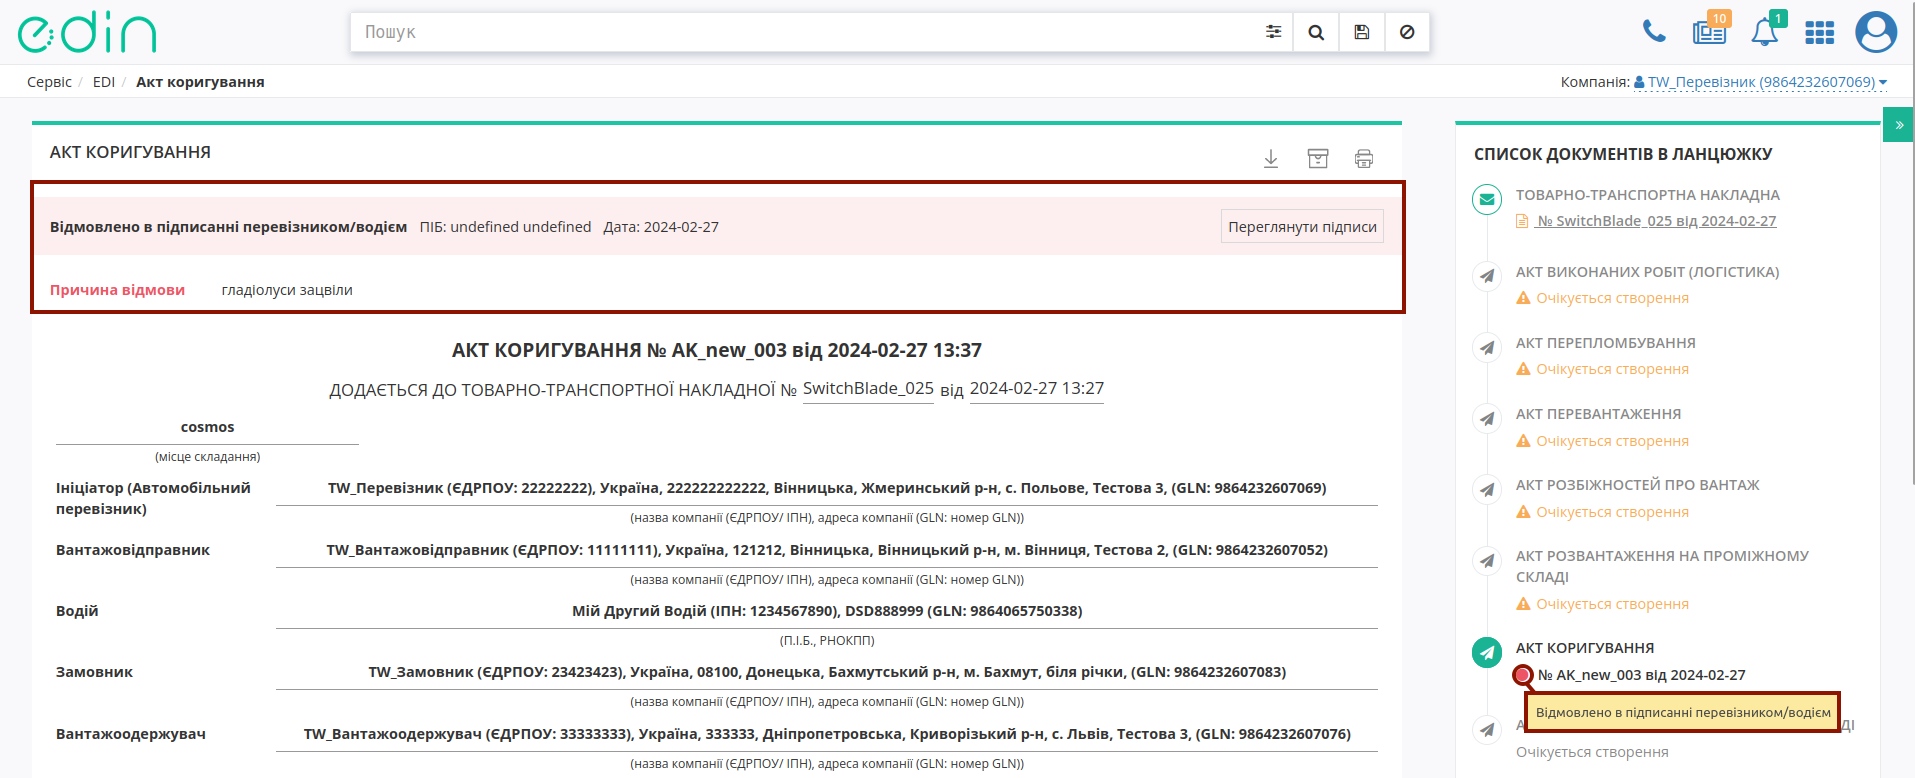 edin
Пошук
10
1
Сервіс / EDI / Акт коригування
Компанія: TW_Перевізник (9864232607069)
АКТ КОРИГУВАННЯ
Відмовлено в підписанні перевізником/водієм ПІБ: undefined undefined Дата: 2024-02-27
Переглянути підписи
Причина відмови гладіолуси зацвіли
АКТ КОРИГУВАННЯ № AK_new_003 від 2024-02-27 13:37
ДОДАЄТЬСЯ ДО ТОВАРНО-ТРАНСПОРТНОЇ НАКЛАДНОЇ № SwitchBlade_025 від 2024-02-27 13:27
cosmos
(місце складання)
Ініціатор (Автомобільний
перевізник)
TW_Перевізник (ЄДРПОУ: 22222222), Україна, 222222222222, Вінницька, Жмеринський р-н, с. Польове, Тестова 3, (GLN: 9864232607069)
(назва компанії (ЄДРПОУ/ ІПН), адреса компанії (GLN: номер GLN))
Вантажовідправник
TW_Вантажовідправник (ЄДРПОУ: 11111111), Україна, 121212, Вінницька, Вінницький р-н, м. Вінниця, Тестова 2, (GLN: 9864232607052)
(назва компанії (ЄДРПОУ/ ІПН), адреса компанії (GLN: номер GLN))
Водій
Мій Другий Водій (ІПН: 1234567890), DSD888999 (GLN: 9864065750338)
(П.І.Б., РНОКПП)
Замовник
TW_Замовник (ЄДРПОУ: 23423423), Україна, 08100, Донецька, Бахмутський р-н, м. Бахмут, біля річки, (GLN: 9864232607083)
(назва компанії (ЄДРПОУ/ ІПН), адреса компанії (GLN: номер GLN))
Вантажоодержувач
TW_Вантажоодержувач (ЄДРПОУ: 33333333), Україна, 333333, Дніпропетровська, Криворізький р-н, с. Львів, Тестова 3, (GLN: 9864232607076)
(назва компанії (ЄДРПОУ/ ІПН), адреса компанії (GLN: номер GLN))
»
СПИСОК ДОКУМЕНТІВ В ЛАНЦЮЖКУ
ТОВАРНО-ТРАНСПОРТНА НАКЛАДНА
№ SwitchBlade_025 від 2024-02-27
АКТ ВИКОНАНИХ РОБІТ (ЛОГІСТИКА)
Очікується створення
АКТ ПЕРЕПЛОМБУВАННЯ
Очікується створення
АКТ ПЕРЕВАНТАЖЕННЯ
Очікується створення
АКТ РОЗБІЖНОСТЕЙ ПРО ВАНТАЖ
Очікується створення
АКТ РОЗВАНТАЖЕННЯ НА ПРОМІЖНОМУ
СКЛАДІ
Очікується створення
АКТ КОРИГУВАННЯ
№ AK_new_003 від 2024-02-27
Відмовлено в підписанні перевізником/водієм
Очікується створення